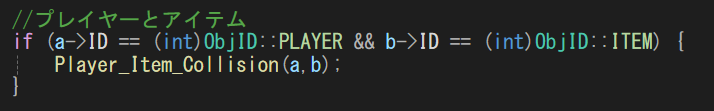 //プレイヤーとアイテム
if (a->ID == (int)ObjID::PLAYER && b->ID == (int)ObjID::ITEM) {
    Player_Item_Collision(a,b);
}